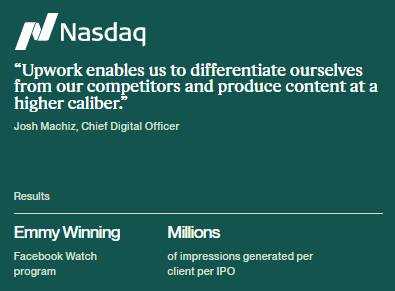 Nasdaq
“Upwork enables us to differentiate ourselves
from our competitors and produce content at a
higher caliber.”
Josh Machiz, Chief Digital Officer
Results
Emmy Winning
Facebook Watch
program
Millions
of impressions generated per
client per IPO